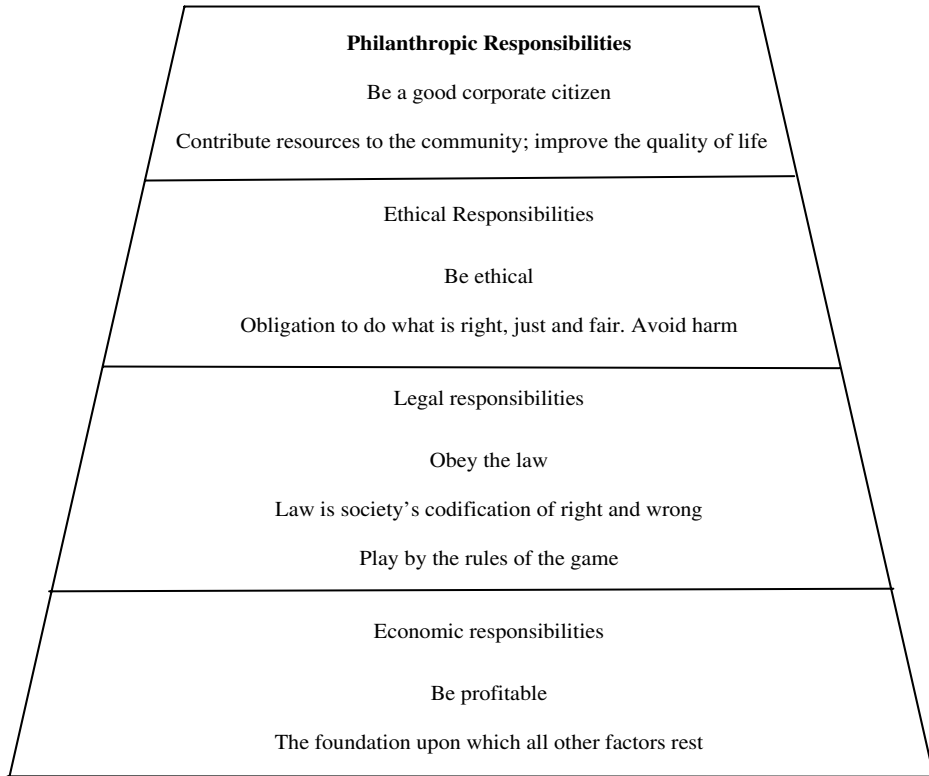 Philanthropic Responsibilities
Be a good corporate citizen
Contribute resources to the community; improve the quality of life
Ethical Responsibilities
Be ethical
Obligation to do what is right, just and fair. Avoid harm
Legal responsibilities
Obey the law
Law is society’s codification of right and wrong
Play by the rules of the game
Economic responsibilities
Be profitable
The foundation upon which all other factors rest